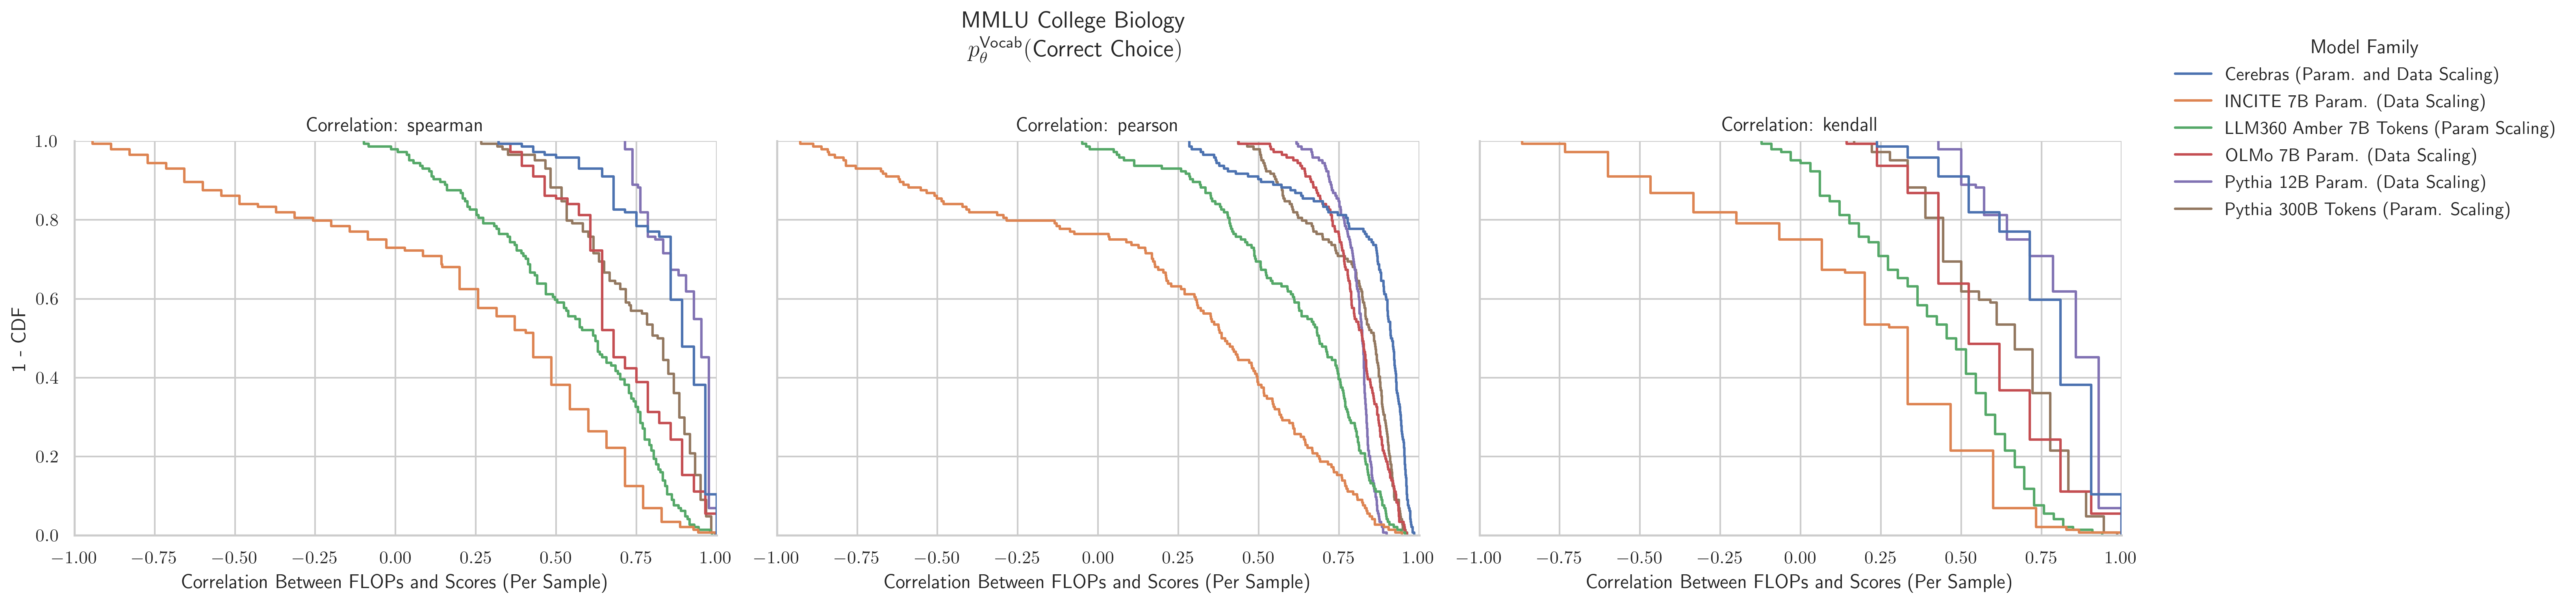 MMLU College Biology
p_θ^Vocab(Correct Choice)
Model Family
Cerebras (Param. and Data Scaling)
INCITE 7B Param. (Data Scaling)
LLM360 Amber 7B Tokens (Param Scaling)
OLMo 7B Param. (Data Scaling)
Pythia 12B Param. (Data Scaling)
Pythia 300B Tokens (Param. Scaling)
Correlation: spearman
Correlation: pearson
Correlation: kendall
1 - CDF
1.0
0.8
0.6
0.4
0.2
0.0
−1.00 −0.75 −0.50 −0.25 0.00 0.25 0.50 0.75 1.00
−1.00 −0.75 −0.50 −0.25 0.00 0.25 0.50 0.75 1.00
−1.00 −0.75 −0.50 −0.25 0.00 0.25 0.50 0.75 1.00
Correlation Between FLOPs and Scores (Per Sample)
Correlation Between FLOPs and Scores (Per Sample)
Correlation Between FLOPs and Scores (Per Sample)